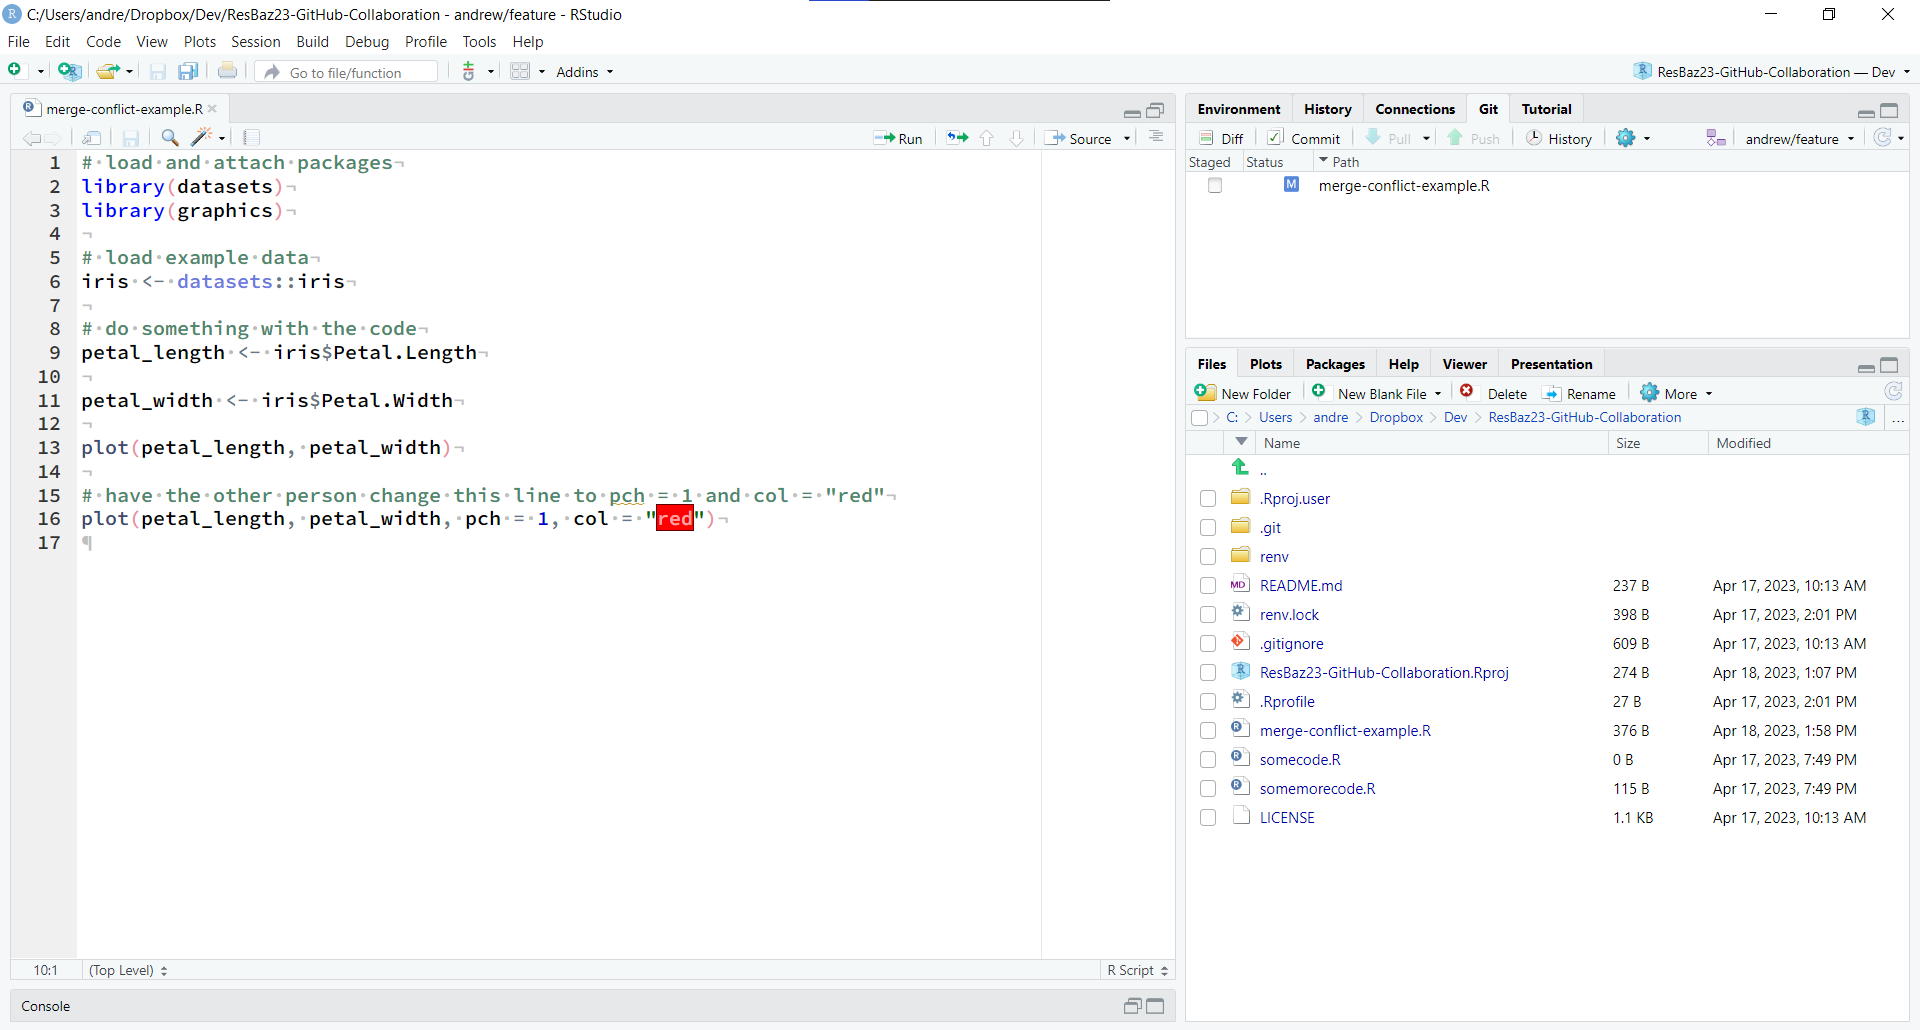 C:/Users/andre/Dropbox/Dev/ResBaz23-GitHub-Collaboration - andrew/feature - RStudio
File Edit Code View Plots Session Build Debug Profile Tools Help
Go to file/function Addins ResBaz23-GitHub-Collaboration — Dev
merge-conflict-example.R
Run Source
1 # load and attach packages
2 library(datasets)
3 library(graphics)
4
5 # load example data
6 iris <- datasets::iris
7
8 # do something with the code
9 petal_length <- iris$Petal.Length
10
11 petal_width <- iris$Petal.Width
12
13 plot(petal_length, petal_width)
14
15 # have the other person change this line to pch = 1 and col = "red"
16 plot(petal_length, petal_width, pch = 1, col = "red")
17
10:1 (Top Level) R Script
Console
Environment History Connections Git Tutorial
Diff Commit Pull Push History andrew/feature
Staged Status Path
M merge-conflict-example.R
Files Plots Packages Help Viewer Presentation
New Folder New Blank File Delete Rename More
C: Users andre Dropbox Dev ResBaz23-GitHub-Collaboration ...
Name Size Modified
..
.Rproj.user
.git
renv
MD README.md 237 B Apr 17, 2023, 10:13 AM
renv.lock 398 B Apr 17, 2023, 2:01 PM
.gitignore 609 B Apr 17, 2023, 10:13 AM
ResBaz23-GitHub-Collaboration.Rproj 274 B Apr 18, 2023, 1:07 PM
.Rprofile 27 B Apr 17, 2023, 2:01 PM
merge-conflict-example.R 376 B Apr 18, 2023, 1:58 PM
somecode.R 0 B Apr 17, 2023, 7:49 PM
somemorecode.R 115 B Apr 17, 2023, 7:49 PM
LICENSE 1.1 KB Apr 17, 2023, 10:13 AM